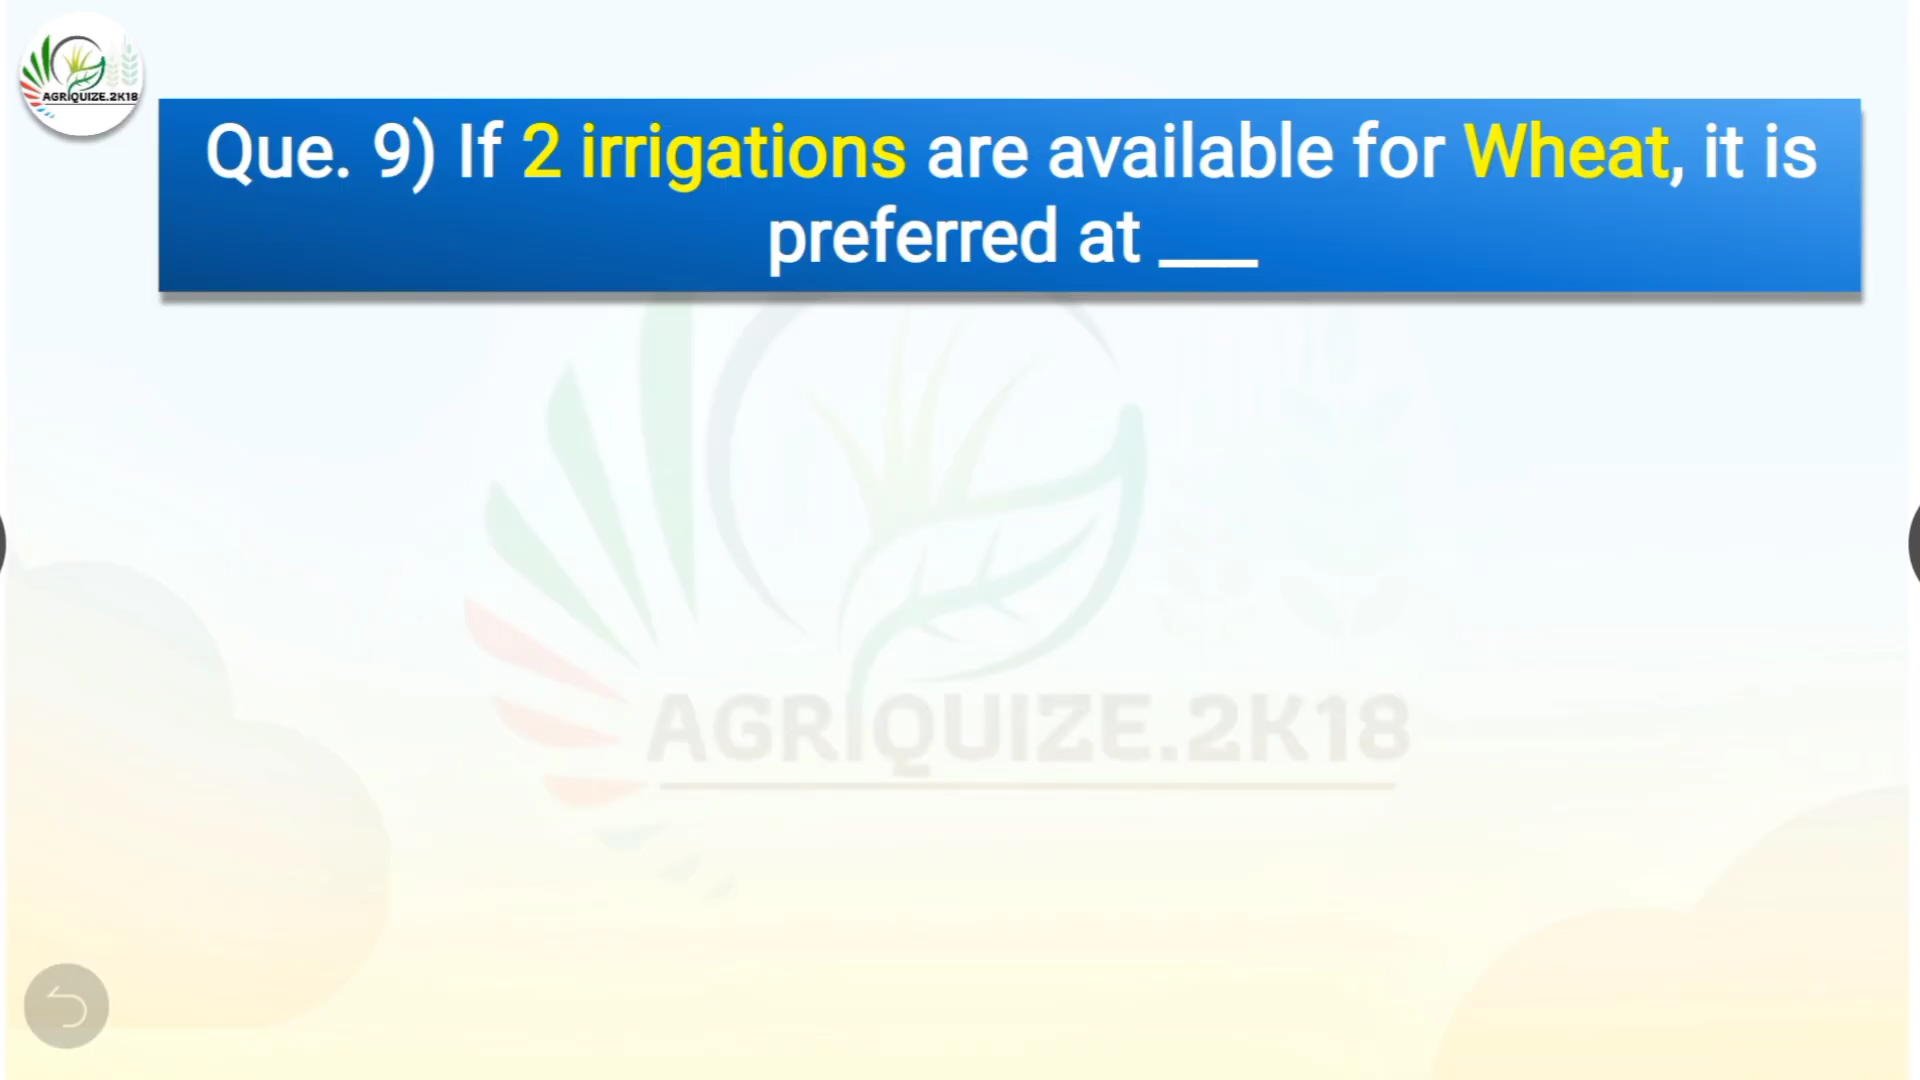 AGRIQUIZE.2K18
Que. 9) If 2 irrigations are available for Wheat, it is
preferred at ___
AGRIQUIZE.2K18